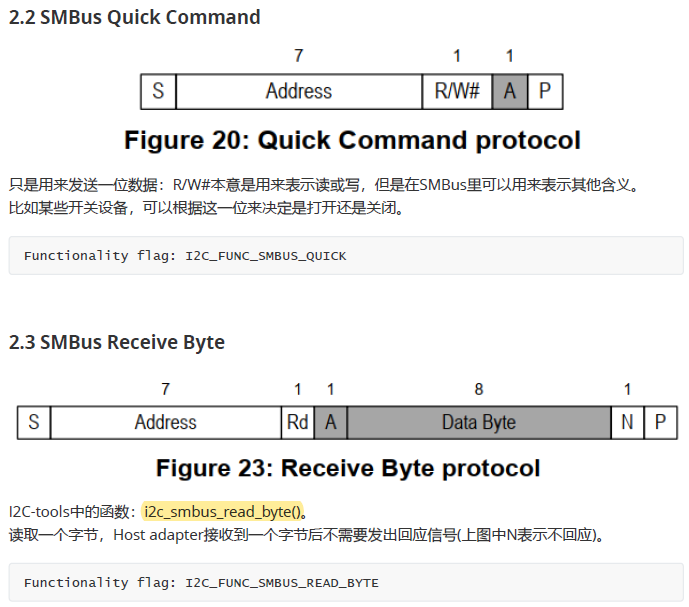 2.2 SMBus Quick Command
7 1 1
S Address R/W# A P
Figure 20: Quick Command protocol
只是用来发送一位数据：R/W#本意是用来表示读或写，但是在SMBus里可以用来表示其他含义。
比如某些开关设备，可以根据这一位来决定是打开还是关闭。
Functionality flag: I2C_FUNC_SMBUS_QUICK
2.3 SMBus Receive Byte
7 1 1 8 1
S Address Rd A Data Byte N P
Figure 23: Receive Byte protocol
I2C-tools中的函数：i2c_smbus_read_byte()。
读取一个字节，Host adapter接收到一个字节后不需要发出回应信号(上图中N表示不回应)。
Functionality flag: I2C_FUNC_SMBUS_READ_BYTE